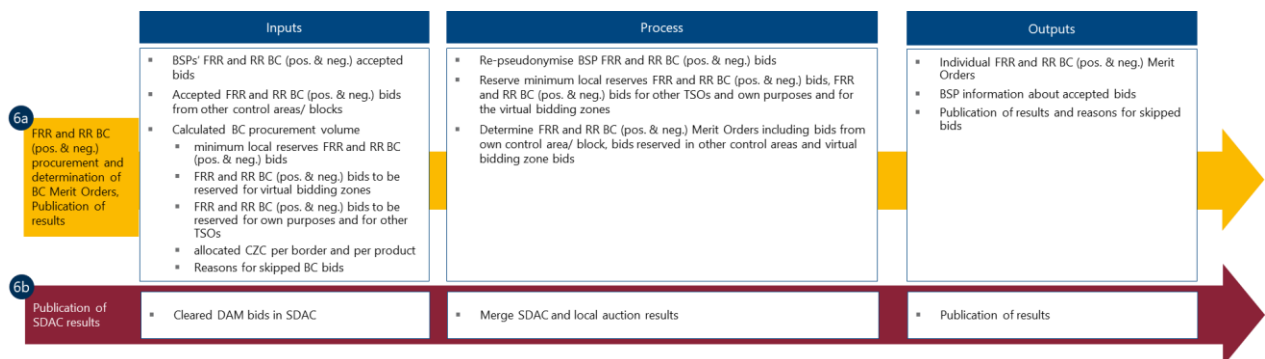 Inputs
Process
Outputs
6a
FRR and RR BC
(pos. & neg.)
procurement and
determination of
BC Merit Orders,
Publication of
results
▪ BSPs' FRR and RR BC (pos. & neg.) accepted
bids
▪ Accepted FRR and RR BC (pos. & neg.) bids
from other control areas/ blocks
▪ Calculated BC procurement volume
▪ minimum local reserves FRR and RR BC
(pos. & neg.) bids
▪ FRR and RR BC (pos. & neg.) bids to be
reserved for virtual bidding zones
▪ FRR and RR BC (pos. & neg.) bids to be
reserved for own purposes and for other
TSOs
▪ allocated CZC per border and per product
▪ Reasons for skipped BC bids
▪ Re-pseudonymise BSP FRR and RR BC (pos. & neg.) bids
▪ Reserve minimum local reserves FRR and RR BC (pos. & neg.) bids, FRR
and RR BC (pos. & neg.) bids for other TSOs and own purposes and for
the virtual bidding zones
▪ Determine FRR and RR BC (pos. & neg.) Merit Orders including bids from
own control area/ block, bids reserved in other control areas and virtual
bidding zone bids
▪ Individual FRR and RR BC (pos. & neg.) Merit
Orders
▪ BSP information about accepted bids
▪ Publication of results and reasons for skipped
bids
6b
Publication of
SDAC results
▪ Cleared DAM bids in SDAC
▪ Merge SDAC and local auction results
▪ Publication of results